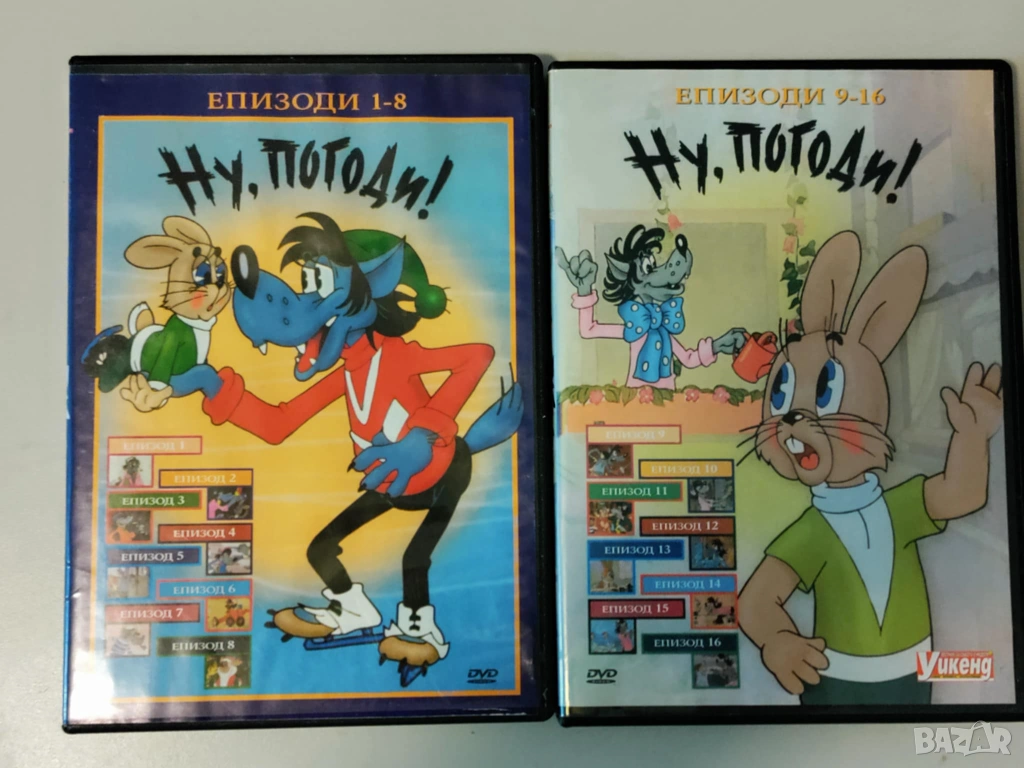 ЕПИЗОДИ 1-8
Ну, ПОГОДИ!
ЕПИЗОД 1
ЕПИЗОД 2
ЕПИЗОД 3
ЕПИЗОД 4
ЕПИЗОД 5
ЕПИЗОД 6
ЕПИЗОД 7
ЕПИЗОД 8
DVD
ЕПИЗОДИ 9-16
Ну, ПОГОДИ!
ЕПИЗОД 9
ЕПИЗОД 10
ЕПИЗОД 11
ЕПИЗОД 12
ЕПИЗОД 13
ЕПИЗОД 14
ЕПИЗОД 15
ЕПИЗОД 16
DVD
Уикенд
BAZAR